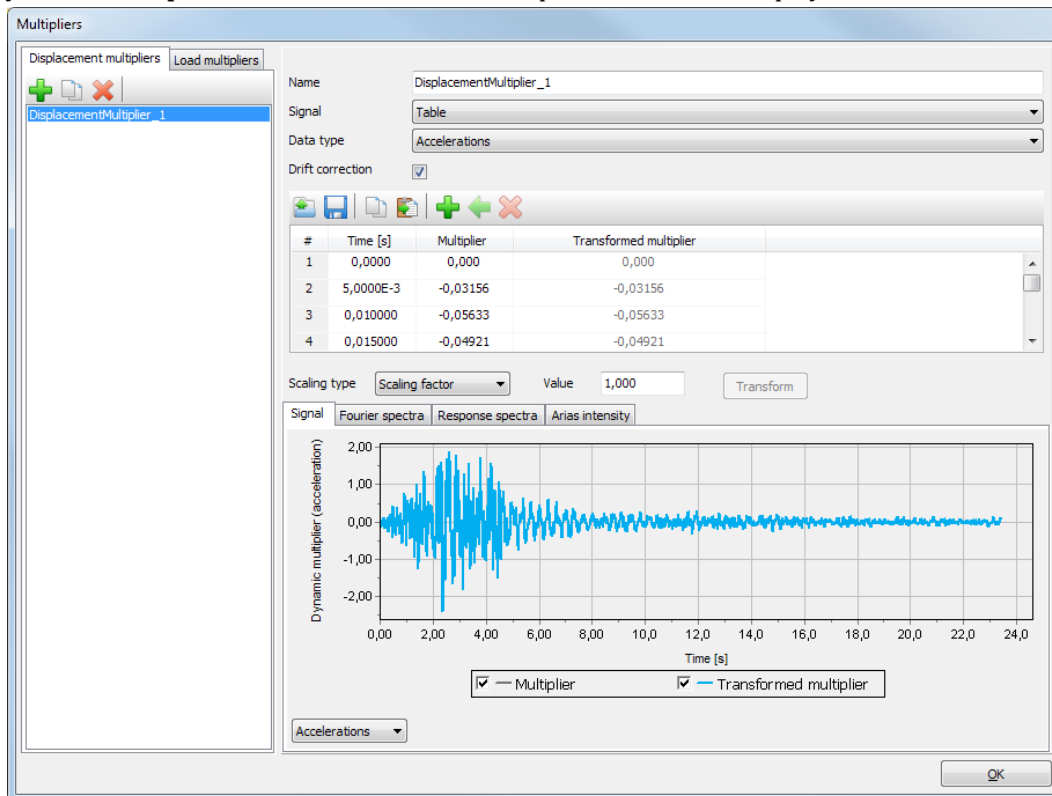 Multipliers
Displacement multipliers Load multipliers
DisplacementMultiplier_1
Name DisplacementMultiplier_1
Signal Table
Data type Accelerations
Drift correction
# Time [s] Multiplier Transformed multiplier
1 0,0000 0,000 0,000
2 5,0000E-3 -0,03156 -0,03156
3 0,010000 -0,05633 -0,05633
4 0,015000 -0,04921 -0,04921
Scaling type Scaling factor Value 1,000 Transform
Signal Fourier spectra Response spectra Arias intensity
Dynamic multiplier (acceleration)
2,00
1,00
0,00
-1,00
-2,00
0,00 2,00 4,00 6,00 8,00 10,0 12,0 14,0 16,0 18,0 20,0 22,0 24,0
Time [s]
Multiplier Transformed multiplier
Accelerations
OK